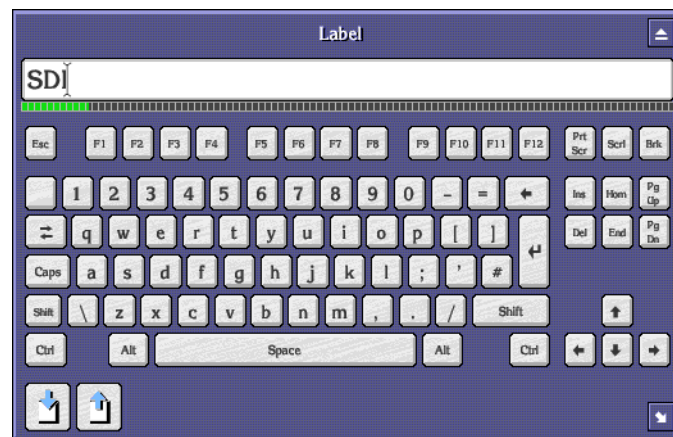 Label
SDI
Esc F1 F2 F3 F4 F5 F6 F7 F8 F9 F10 F11 F12 Prt Scr Scrl Brk
1 2 3 4 5 6 7 8 9 0 - = Ins Hom Pg Up
q w e r t y u i o p [ ] Del End Pg Dn
Caps a s d f g h j k l ; ' #
Shift \ z x c v b n m , . / Shift
Ctrl Alt Space Alt Ctrl